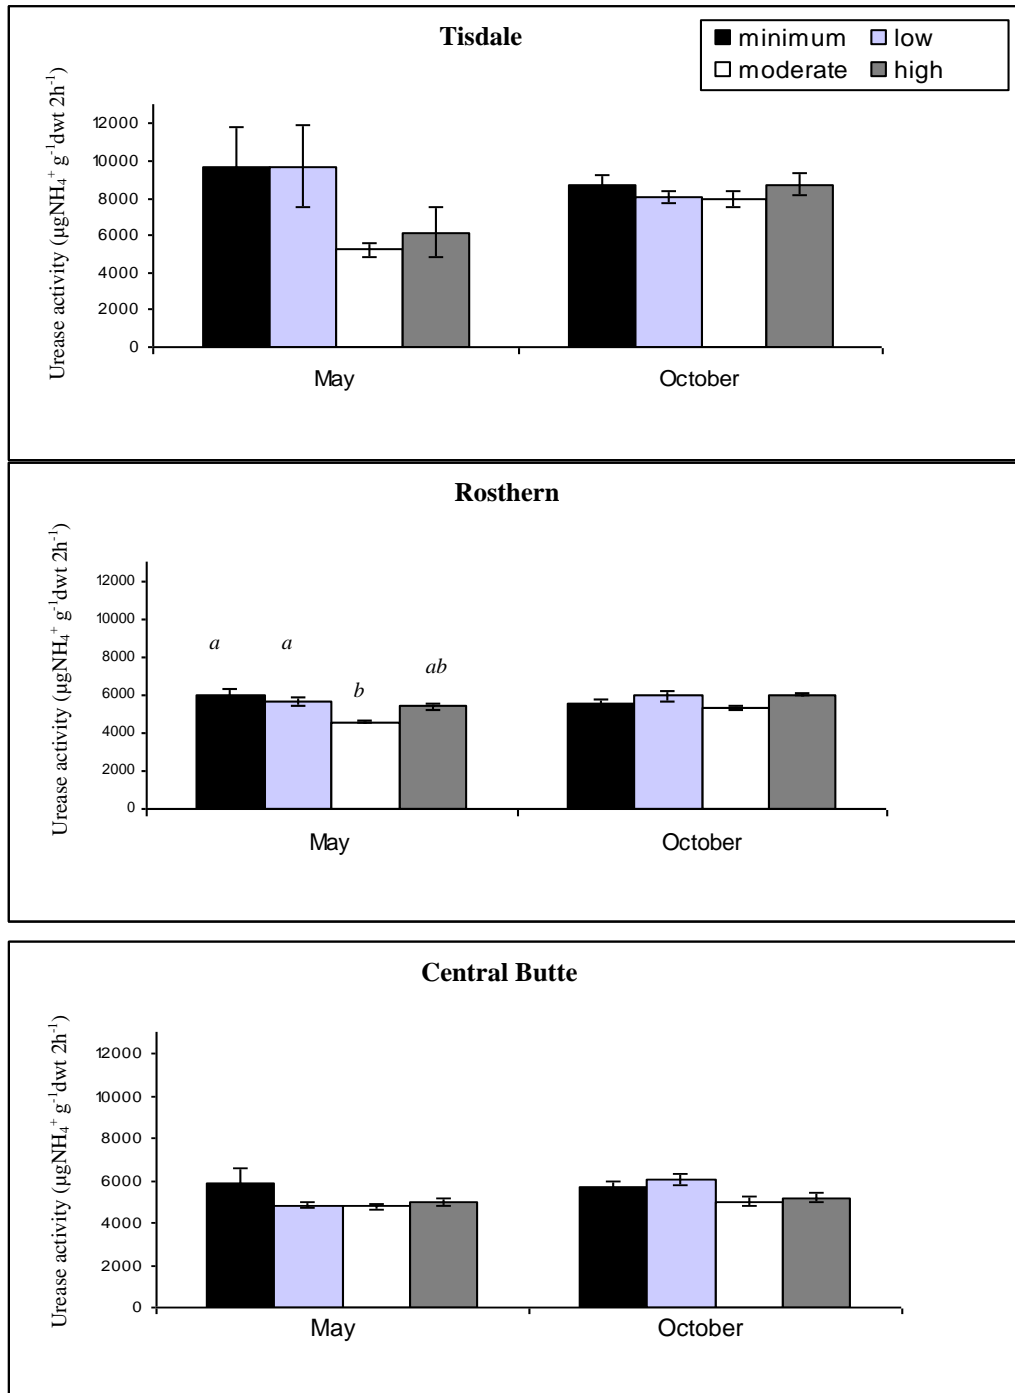 Tisdale
minimum low
moderate high
Urease activity (µgNH₄⁺ g⁻¹dwt 2h⁻¹)
12000
10000
8000
6000
4000
2000
0
May October
Rosthern
Urease activity (µgNH₄⁺ g⁻¹dwt 2h⁻¹)
12000
10000
8000
6000
4000
2000
0
a a b ab
May October
Central Butte
Urease activity (µgNH₄⁺ g⁻¹dwt 2h⁻¹)
12000
10000
8000
6000
4000
2000
0
May October